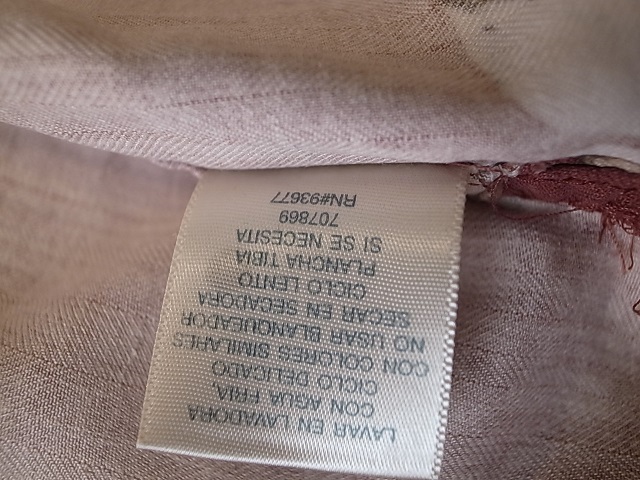 LAVAR EN LAVADORA
CON AGUA FRIA,
CICLO DELICADO
CON COLORES SIMILARES
NO USAR BLANQUEADOR
SECAR EN SECADORA
CICLO LENTO
PLANCHA TIBIA
SI SE NECESITA
707869
RN#93677